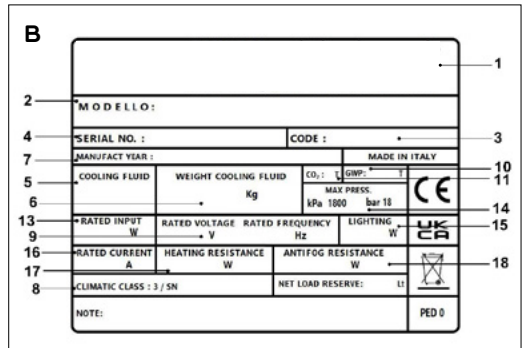 B
1
2
MODELLO:
4
SERIAL NO. :
CODE :
3
7
MANUFACT YEAR :
MADE IN ITALY
10
5
COOLING FLUID
WEIGHT COOLING FLUID
CO₂ : T
GWP: T
11
6
Kg
MAX PRESS.
kPa 1800 bar 18
14
CE
13
RATED INPUT
W
RATED VOLTAGE RATED FREQUENCY
V Hz
LIGHTING
W
15
9
UK
CA
16
RATED CURRENT
A
HEATING RESISTANCE
W
ANTIFOG RESISTANCE
W
18
17
8
CLIMATIC CLASS : 3 / SN
NET LOAD RESERVE: Lt
NOTE:
PED 0